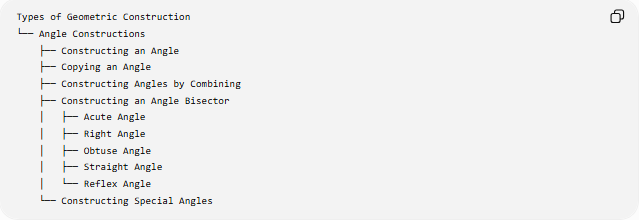 Types of Geometric Construction
└── Angle Constructions
    ├── Constructing an Angle
    ├── Copying an Angle
    ├── Constructing Angles by Combining
    ├── Constructing an Angle Bisector
    │   ├── Acute Angle
    │   ├── Right Angle
    │   ├── Obtuse Angle
    │   ├── Straight Angle
    │   └── Reflex Angle
    └── Constructing Special Angles